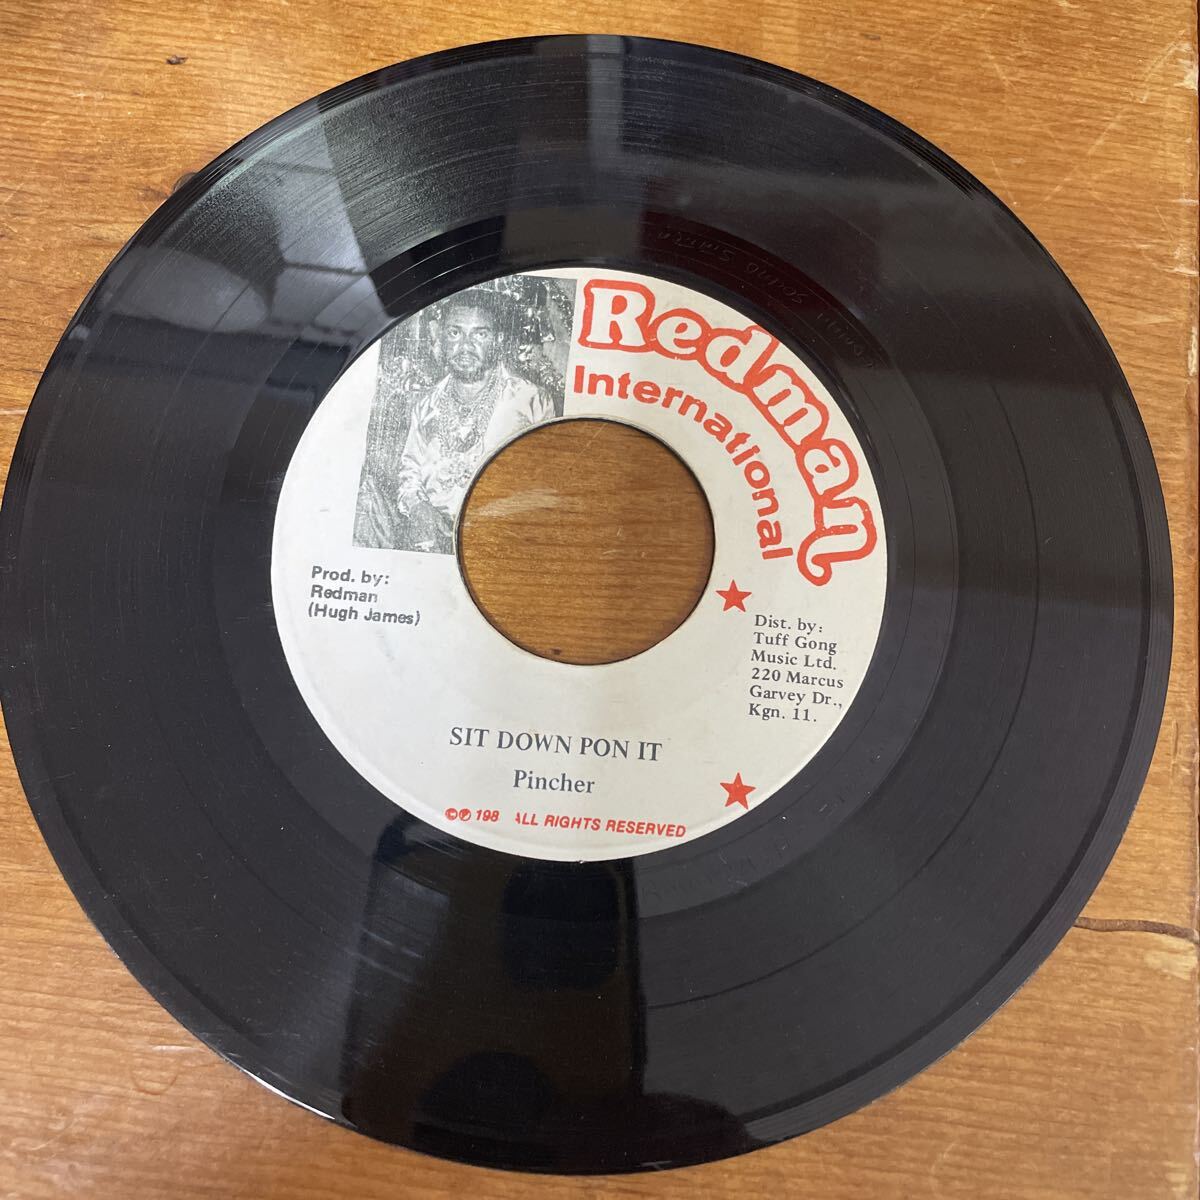 Redman
International
Prod. by:
Redman
(Hugh James)
Dist. by:
Tuff Gong
Music Ltd.
220 Marcus
Garvey Dr.,
Kgn. 11.
SIT DOWN PON IT
Pincher
©℗ 198 ALL RIGHTS RESERVED